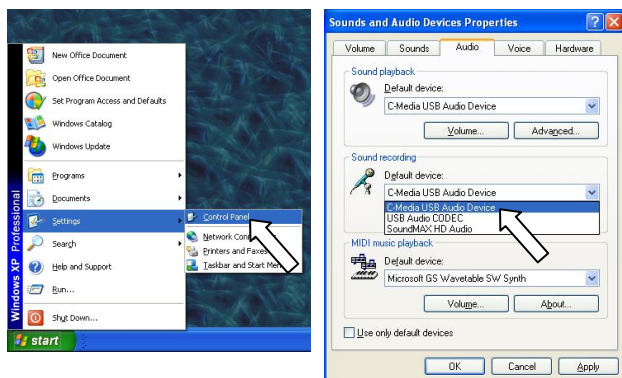 New Office Document
Open Office Document
Set Program Access and Defaults
Windows Catalog
Windows Update
Programs
Documents
Settings
Search
Help and Support
Run...
Shut Down...
Windows XP Professional
start
Control Panel
Network Conn
Printers and Faxes
Taskbar and Start Men
Sounds and Audio Devices Properties
Volume Sounds Audio Voice Hardware
Sound playback
Default device:
C-Media USB Audio Device
Volume... Advanced...
Sound recording
Default device:
C-Media USB Audio Device
C-Media USB Audio Device
USB Audio CODEC
SoundMAX HD Audio
MIDI music playback
Default device:
Microsoft GS Wavetable SW Synth
Volume... About...
Use only default devices
OK Cancel Apply